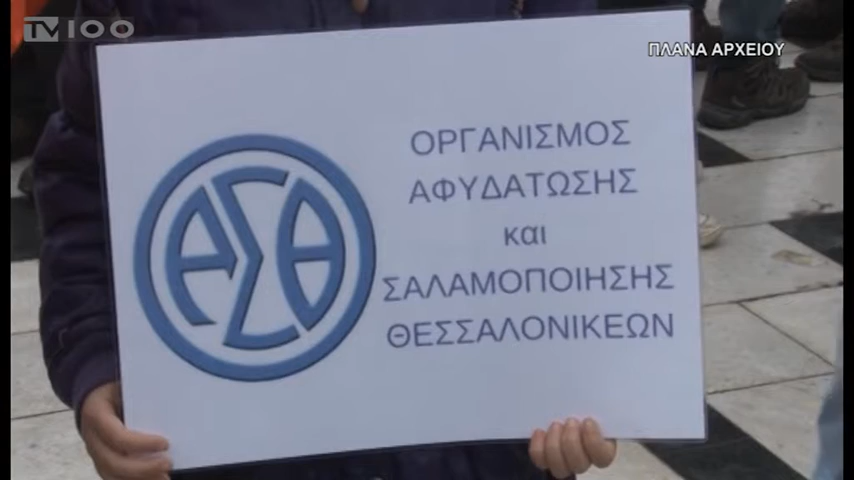 TV100
ΠΛΑΝΑ ΑΡΧΕΙΟΥ
ΑΣΘ
ΟΡΓΑΝΙΣΜΟΣ
ΑΦΥΔΑΤΩΣΗΣ
και
ΣΑΛΑΜΟΠΟΙΗΣΗΣ
ΘΕΣΣΑΛΟΝΙΚΕΩΝ